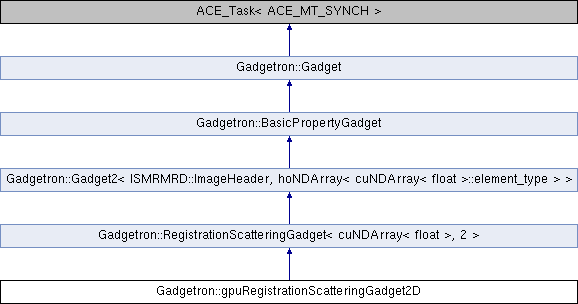 ACE_Task< ACE_MT_SYNCH >
Gadgetron::Gadget
Gadgetron::BasicPropertyGadget
Gadgetron::Gadget2< ISMRMRD::ImageHeader, hoNDArray< cuNDArray< float >::element_type > >
Gadgetron::RegistrationScatteringGadget< cuNDArray< float >, 2 >
Gadgetron::gpuRegistrationScatteringGadget2D